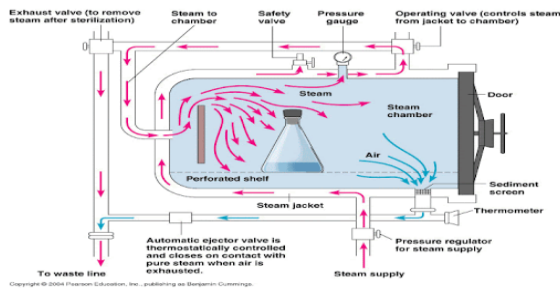 Exhaust valve (to remove
steam after sterilization)
Steam to
chamber
Safety
valve
Pressure
gauge
Operating valve (controls steam
from jacket to chamber)
Steam
Steam
chamber
Door
Air
Perforated shelf
Sediment
screen
Steam jacket
Thermometer
Automatic ejector valve is
thermostatically controlled
and closes on contact with
pure steam when air is
exhausted.
Pressure regulator
for steam supply
To waste line
Steam supply
Copyright © 2004 Pearson Education, Inc., publishing as Benjamin Cummings.